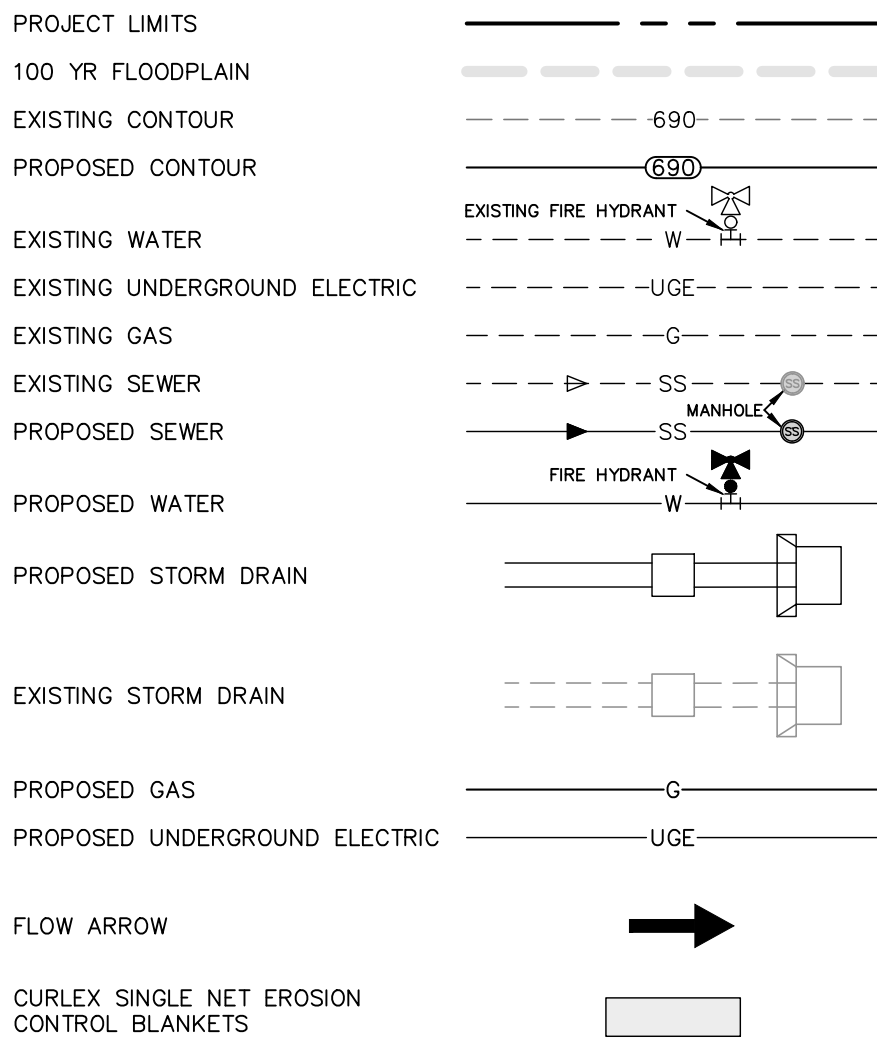 PROJECT LIMITS
100 YR FLOODPLAIN
EXISTING CONTOUR 690
PROPOSED CONTOUR 690
EXISTING FIRE HYDRANT
EXISTING WATER W
EXISTING UNDERGROUND ELECTRIC UGE
EXISTING GAS G
EXISTING SEWER SS SS
MANHOLE
PROPOSED SEWER SS SS
FIRE HYDRANT
PROPOSED WATER W
PROPOSED STORM DRAIN
EXISTING STORM DRAIN
PROPOSED GAS G
PROPOSED UNDERGROUND ELECTRIC UGE
FLOW ARROW
CURLEX SINGLE NET EROSION
CONTROL BLANKETS